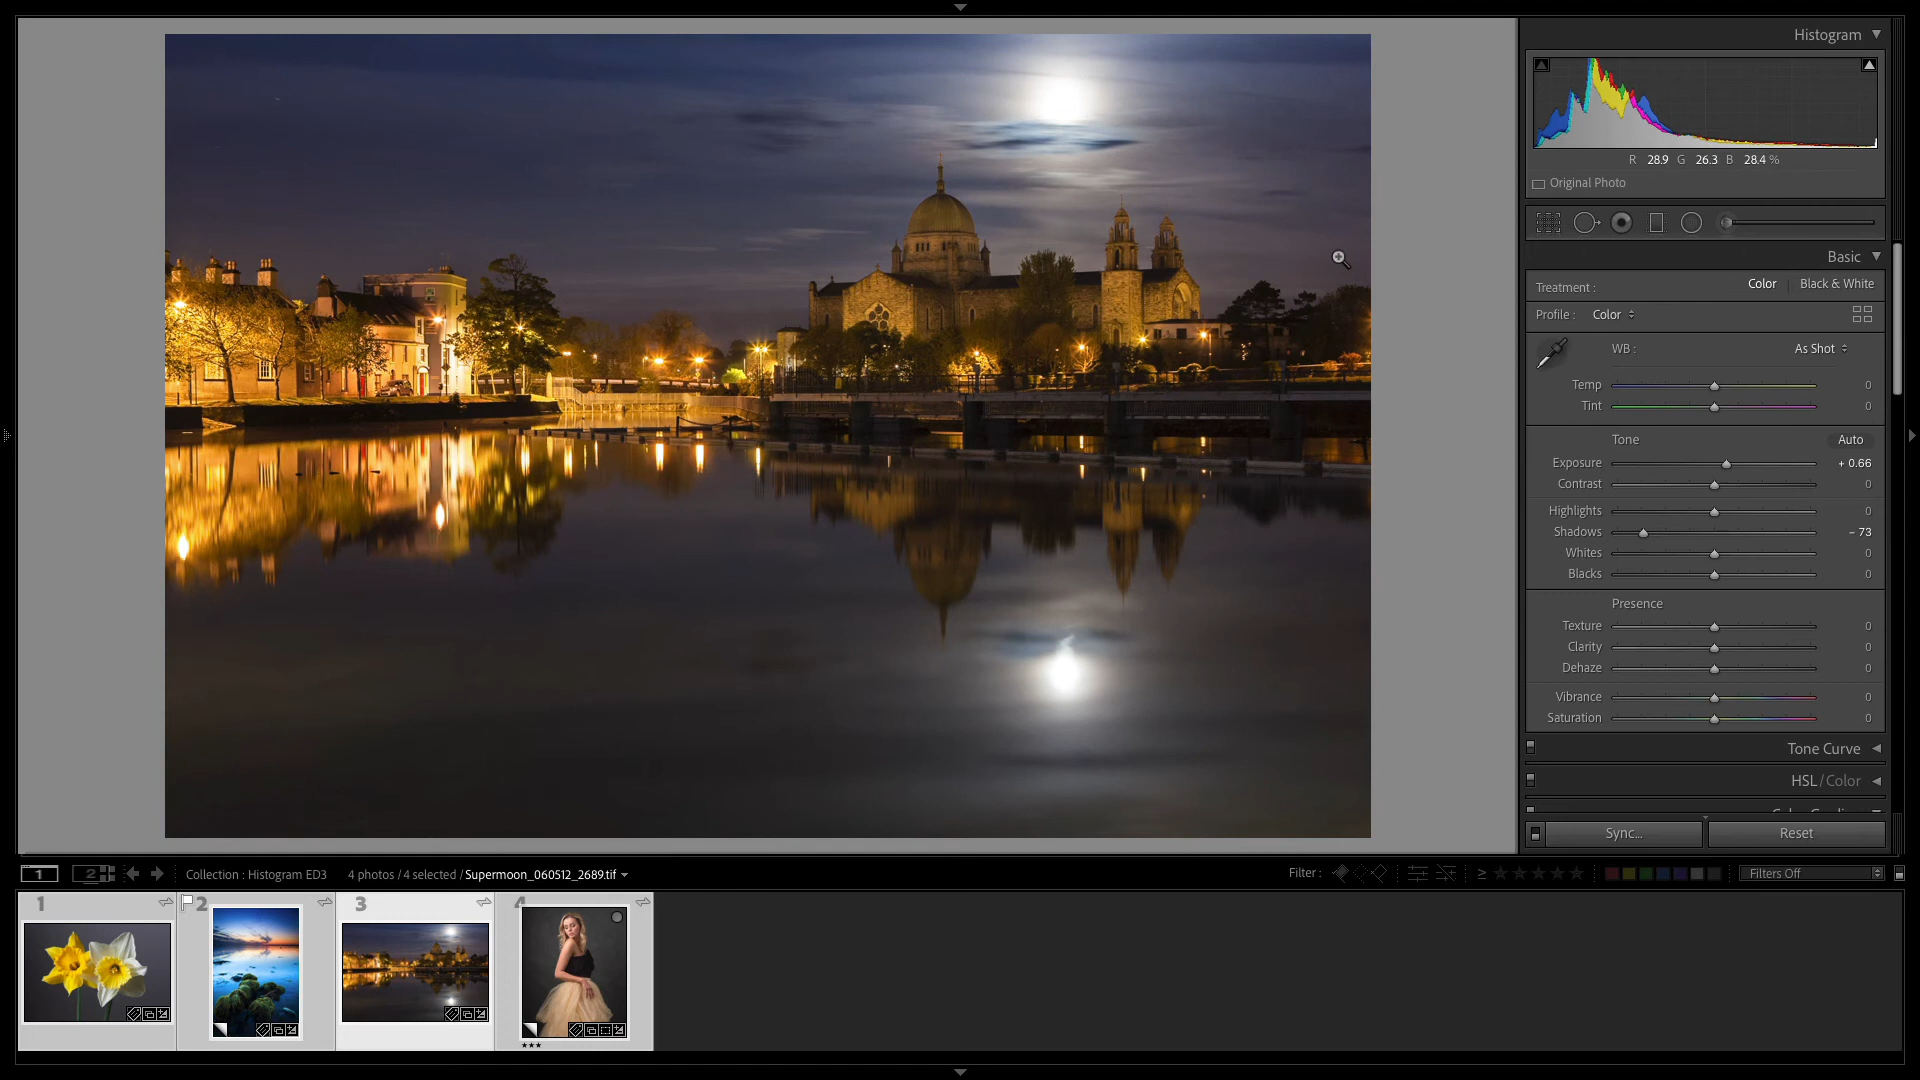 Histogram
R 28.9 G 26.3 B 28.4 %
Original Photo
Basic
Treatment : Color Black & White
Profile : Color
WB : As Shot
Temp 0
Tint 0
Tone Auto
Exposure + 0.66
Contrast 0
Highlights 0
Shadows – 73
Whites 0
Blacks 0
Presence
Texture 0
Clarity 0
Dehaze 0
Vibrance 0
Saturation 0
Tone Curve
HSL / Color
Sync... Reset
1 2 Collection : Histogram ED3 4 photos / 4 selected / Supermoon_060512_2689.tif Filter : ≥ Filters Off
1 2 3 4